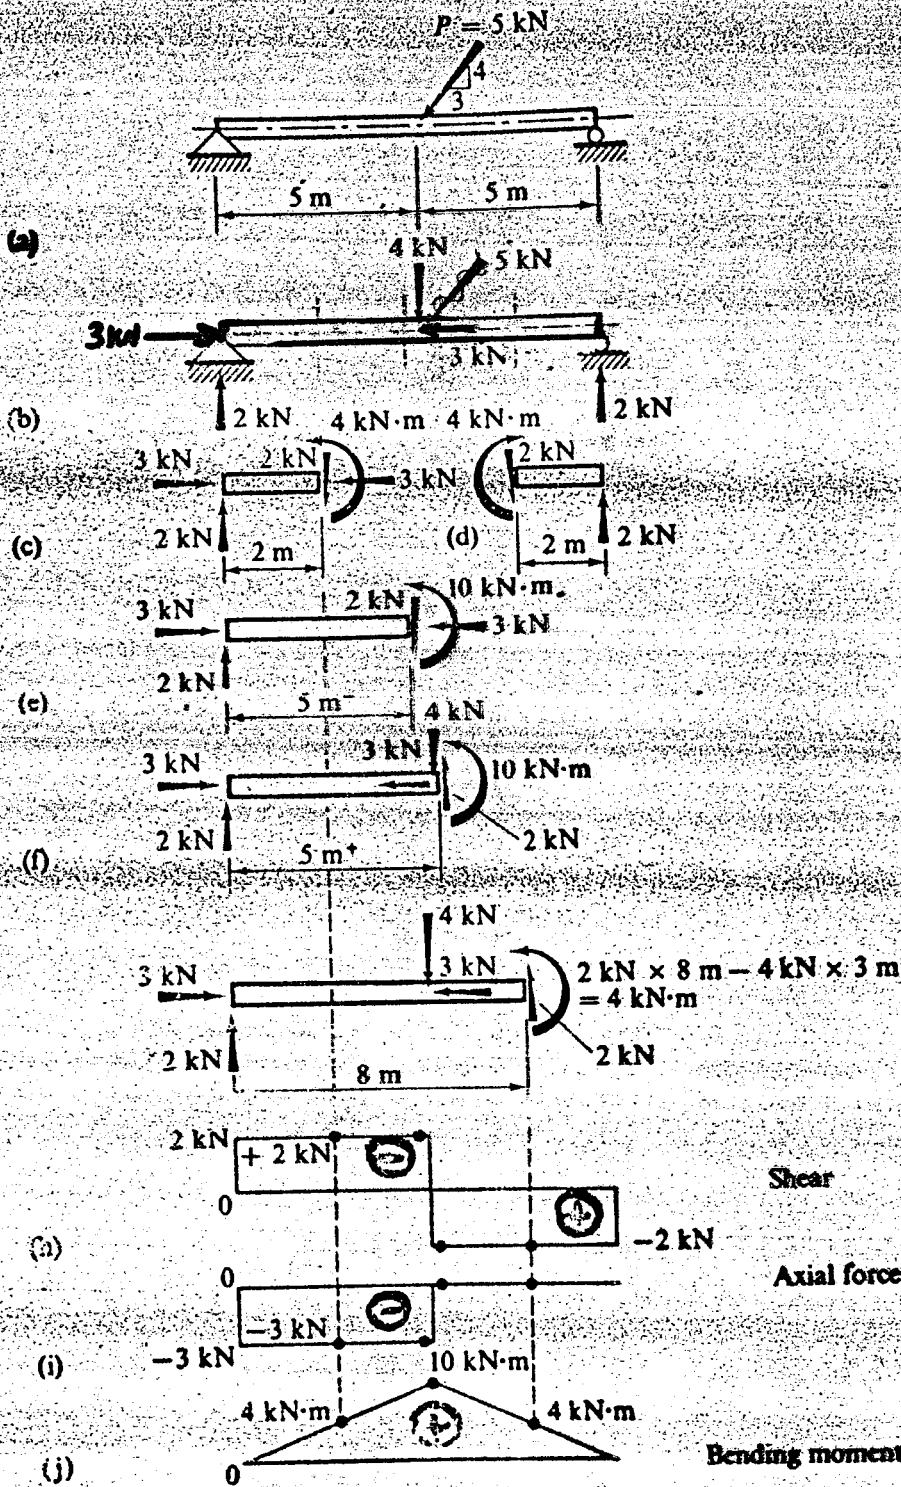 P = 5 kN
4
3
5 m 5 m
(a)
4 kN
5 kN
3 kN
3 kN
2 kN 2 kN
(b)
4 kN·m 4 kN·m
3 kN 2 kN 3 kN 2 kN
2 kN 2 kN
(c) 2 m (d) 2 m
10 kN·m
3 kN 2 kN 3 kN
2 kN
(e) 5 m⁻
4 kN
3 kN 3 kN 10 kN·m
2 kN 2 kN
(f) 5 m⁺
4 kN
3 kN 3 kN 2 kN × 8 m − 4 kN × 3 m
= 4 kN·m
2 kN 2 kN
8 m
2 kN + 2 kN −
Shear
0 +
−2 kN
(h)
0 Axial force
−3 kN −
−3 kN
(i)
10 kN·m
4 kN·m + 4 kN·m
Bending moment
(j) 0